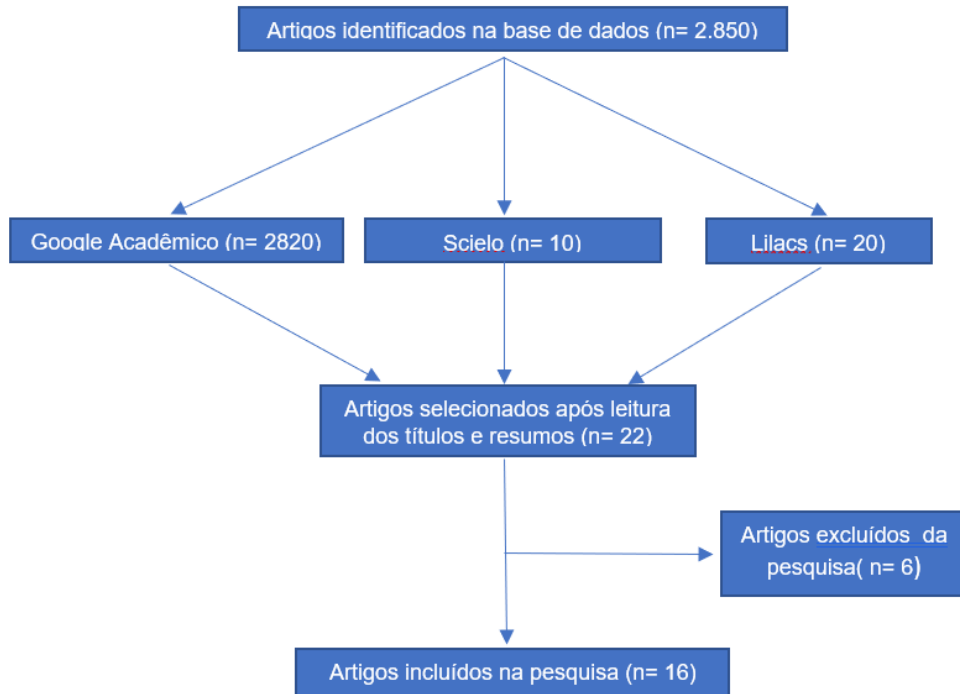 Artigos identificados na base de dados (n= 2.850)
Google Acadêmico (n= 2820)
Scielo (n= 10)
Lilacs (n= 20)
Artigos selecionados após leitura
dos títulos e resumos (n= 22)
Artigos excluídos  da
pesquisa( n= 6)
Artigos incluídos na pesquisa (n= 16)